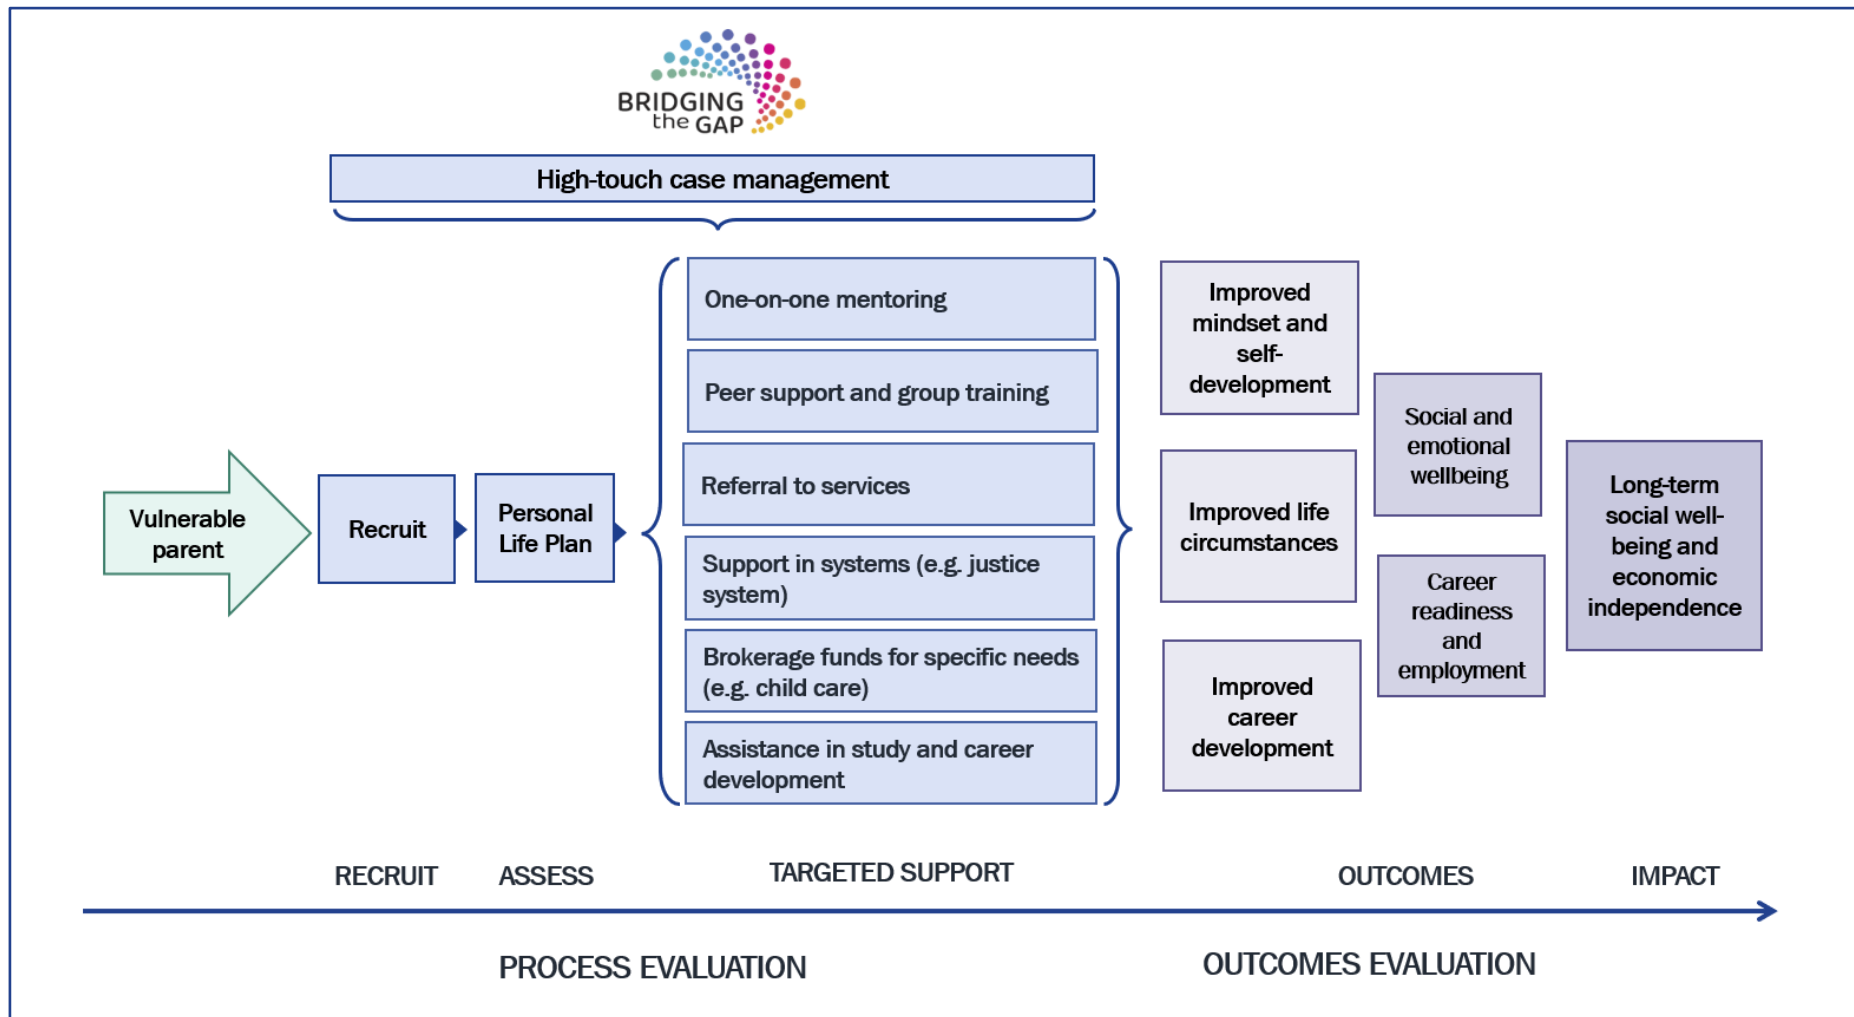 BRIDGING
the GAP
High-touch case management
Vulnerable
parent
Recruit
Personal
Life Plan
One-on-one mentoring
Peer support and group training
Referral to services
Support in systems (e.g. justice
system)
Brokerage funds for specific needs
(e.g. child care)
Assistance in study and career
development
Improved
mindset and
self-
development
Improved life
circumstances
Improved
career
development
Social and
emotional
wellbeing
Career
readiness
and
employment
Long-term
social well-
being and
economic
independence
RECRUIT
ASSESS
TARGETED SUPPORT
OUTCOMES
IMPACT
PROCESS EVALUATION
OUTCOMES EVALUATION